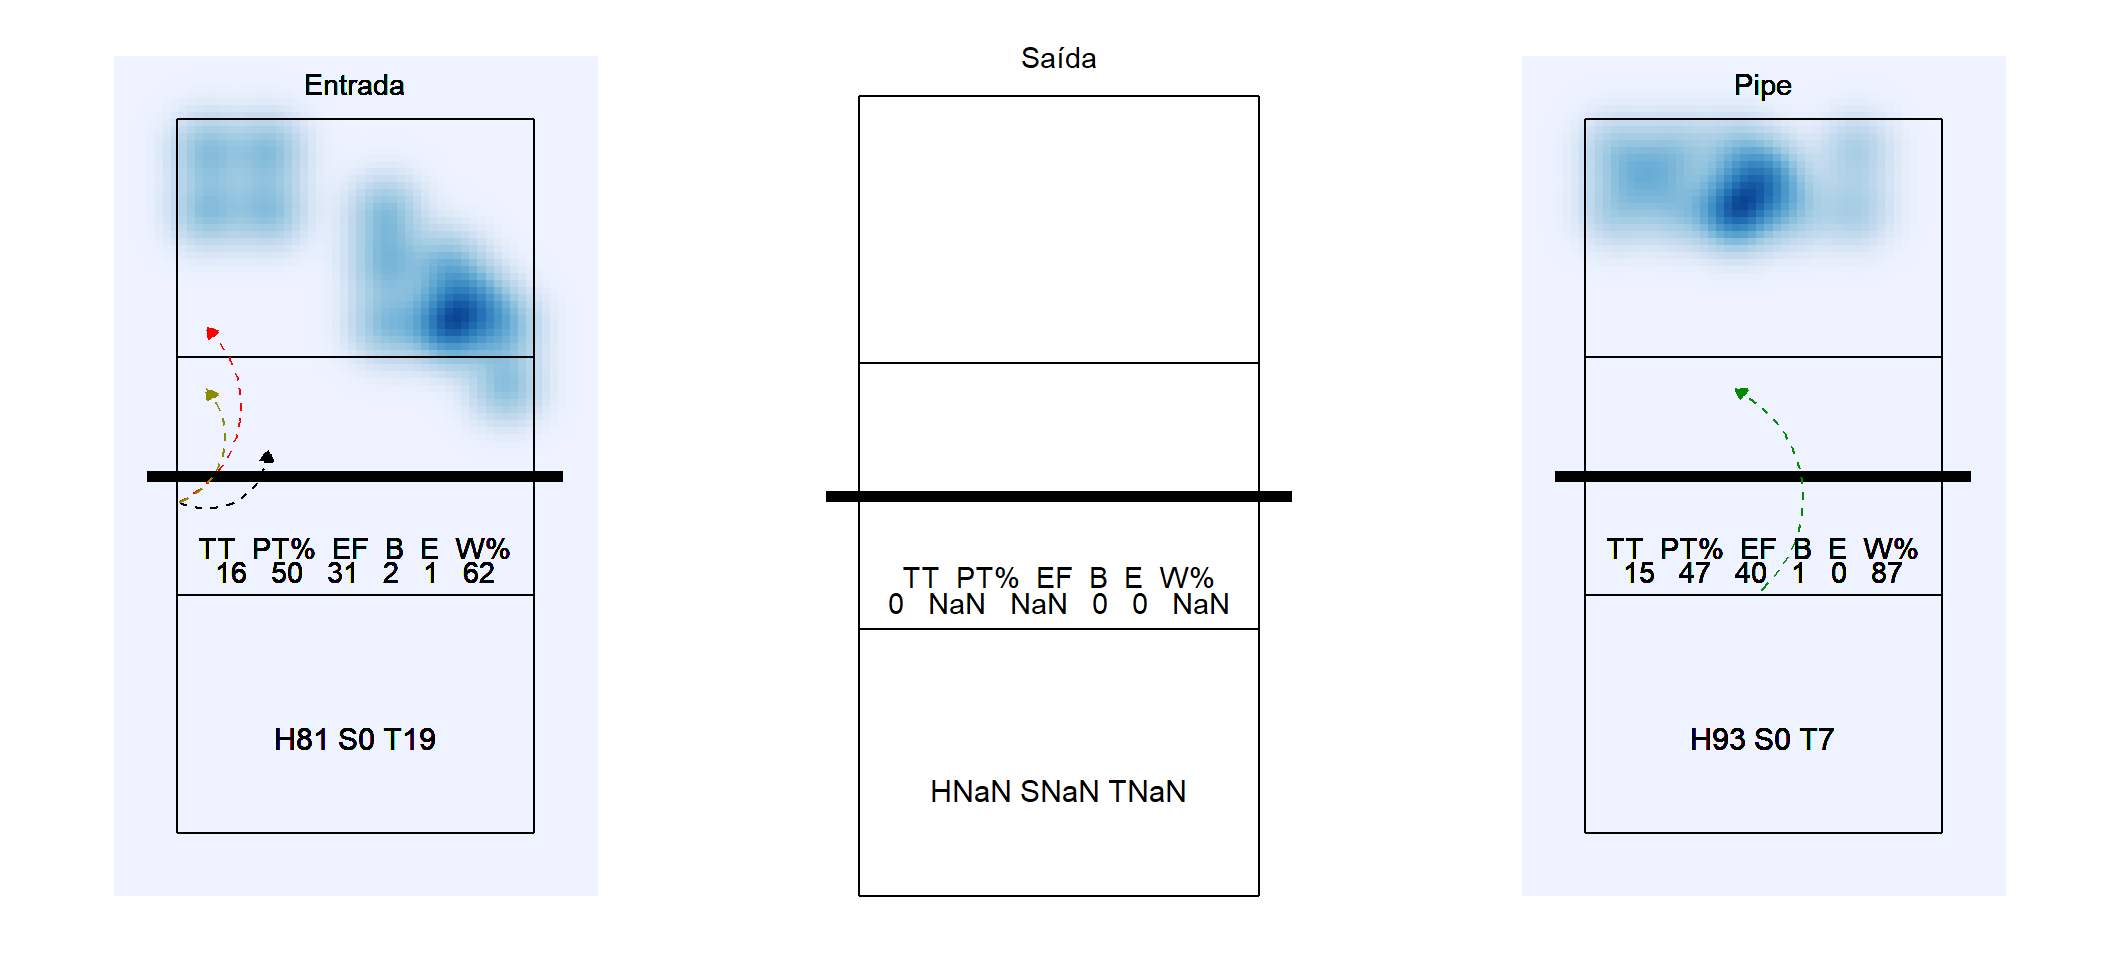 Entrada
TT PT% EF B E W%
16 50 31 2 1 62
H81 S0 T19
Saída
TT PT% EF B E W%
0 NaN NaN 0 0 NaN
HNaN SNaN TNaN
Pipe
TT PT% EF B E W%
15 47 40 1 0 87
H93 S0 T7